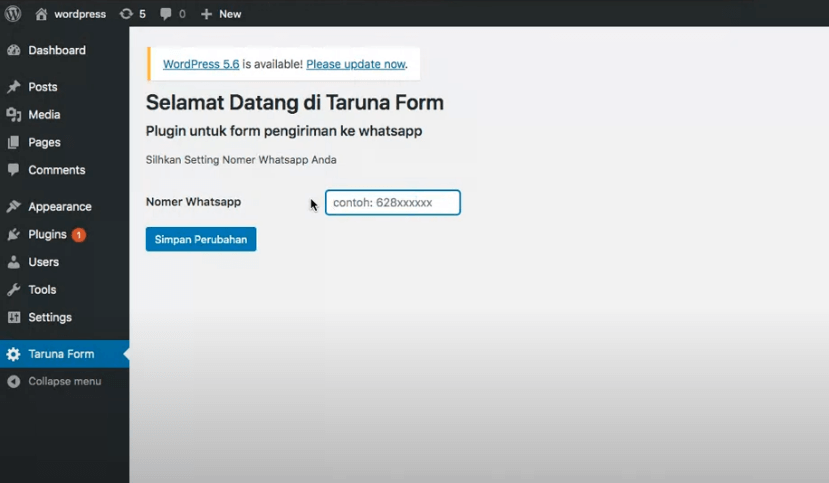 wordpress 5 0 New
Dashboard
Posts
Media
Pages
Comments
Appearance
Plugins 1
Users
Tools
Settings
Taruna Form
Collapse menu
WordPress 5.6 is available! Please update now.
Selamat Datang di Taruna Form
Plugin untuk form pengiriman ke whatsapp
Silhkan Setting Nomer Whatsapp Anda
Nomer Whatsapp contoh: 628xxxxxx
Simpan Perubahan